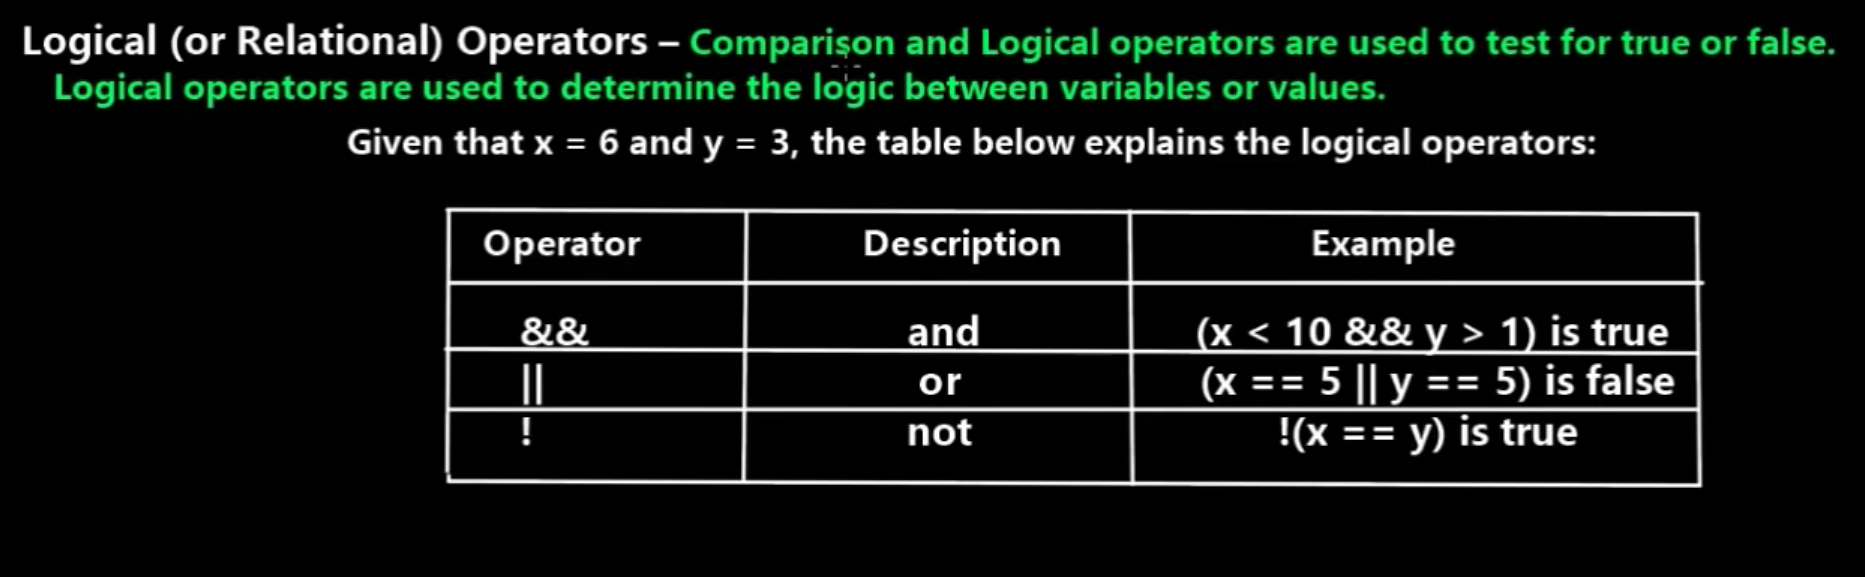 Logical (or Relational) Operators – Comparison and Logical operators are used to test for true or false.
Logical operators are used to determine the logic between variables or values.
Given that x = 6 and y = 3, the table below explains the logical operators:
Operator Description Example
&& and (x < 10 && y > 1) is true
|| or (x == 5 || y == 5) is false
! not !(x == y) is true